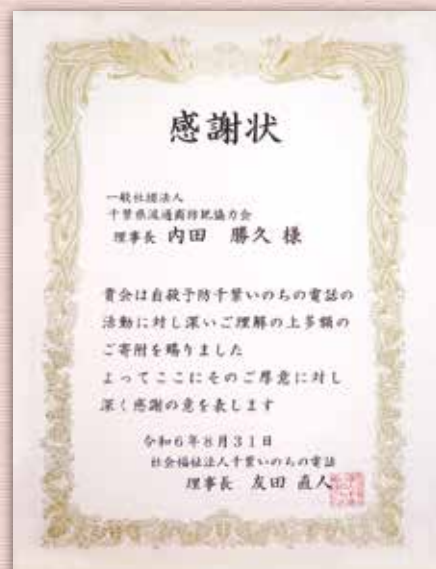 感謝状
一般社団法人
千葉県流通商防犯協力会
理事長 内田 勝久 様
貴会は自殺予防千葉いのちの電話の
活動に対し深いご理解の上多額の
ご寄附を賜りました
よってここにそのご厚意に対し
深く感謝の意を表します
令和6年8月31日
社会福祉法人千葉いのちの電話
理事長 友田 直人